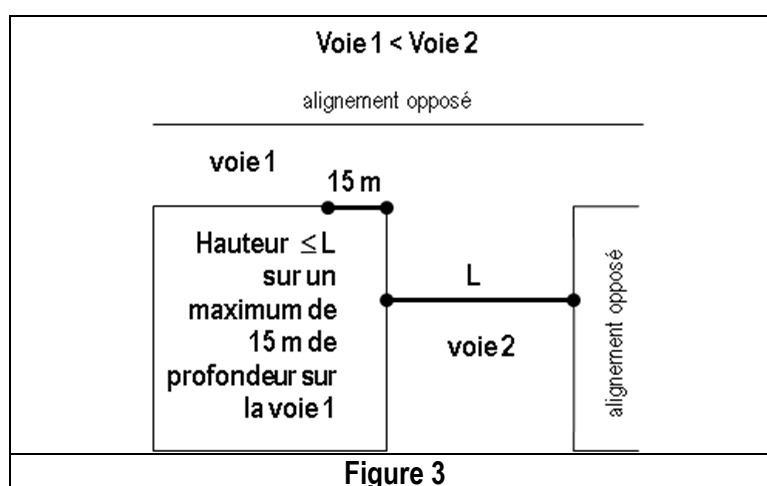 Voie 1 < Voie 2
alignement opposé
voie 1
15 m
Hauteur ≤ L
sur un
maximum de
15 m de
profondeur sur
la voie 1
L
voie 2
alignement opposé
Figure 3